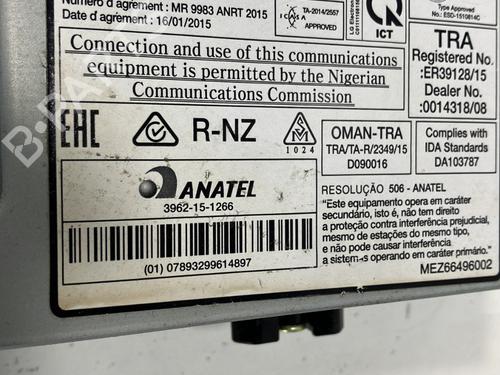 Numéro d'agrément : MR 9983 ANRT 2015
Date d'agrément : 16/01/2015
TA-2014/2557
ICASA
ICT
Type Approved
No.: ESD-1510814C
TRA
Registered No.
:ER39128/15
Dealer No.
:0014318/08
Connection and use of this communications
equipment is permitted by the Nigerian
Communications Commission
EAC
R-NZ
1024
OMAN-TRA
TRA/TA-R/2349/15
D090016
Complies with
IDA Standards
DA103787
ANATEL
3962-15-1266
(01) 07893299614897
RESOLUÇÃO 506 - ANATEL
"Este equipamento opera em caráter
secundário, isto é, não tem direito
a proteção contra interferência prejudicial,
mesmo de estações do mesmo tipo,
e não pode causar interferência
a sistemas operando em caráter primário."
MEZ66496002
B-PARTS